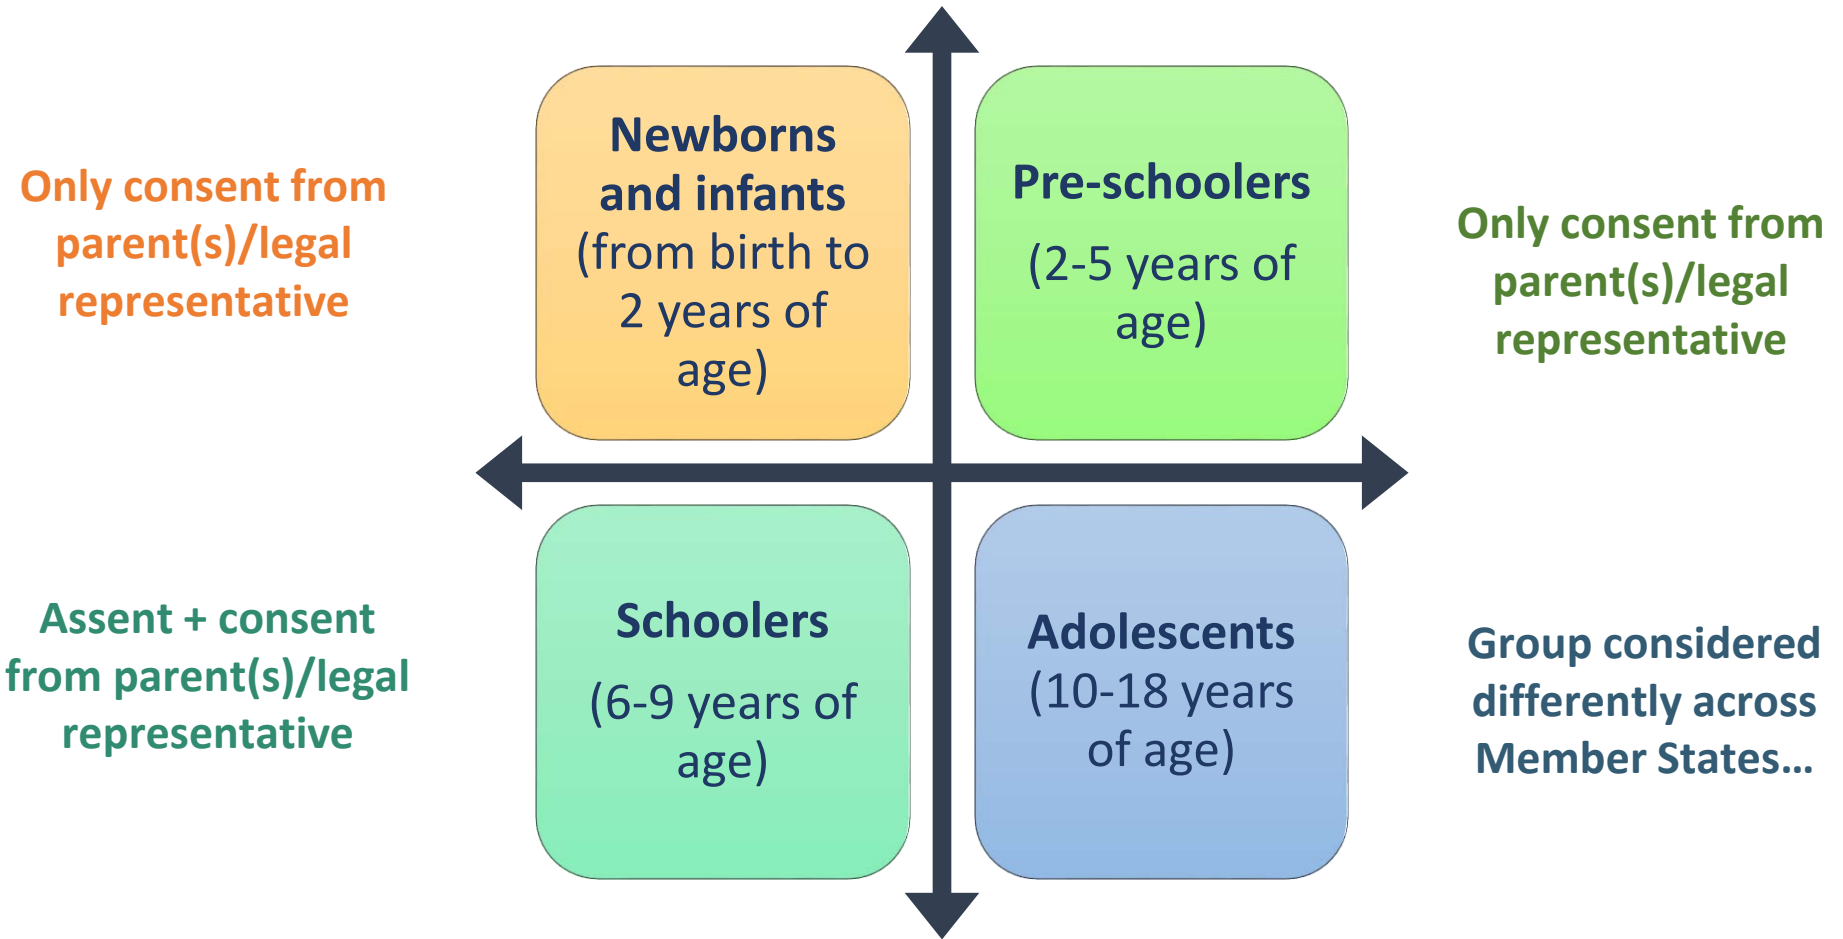 Only consent from
parent(s)/legal
representative
Newborns
and infants
(from birth to
2 years of
age)
Pre-schoolers
(2-5 years of
age)
Only consent from
parent(s)/legal
representative
Assent + consent
from parent(s)/legal
representative
Schoolers
(6-9 years of
age)
Adolescents
(10-18 years
of age)
Group considered
differently across
Member States...